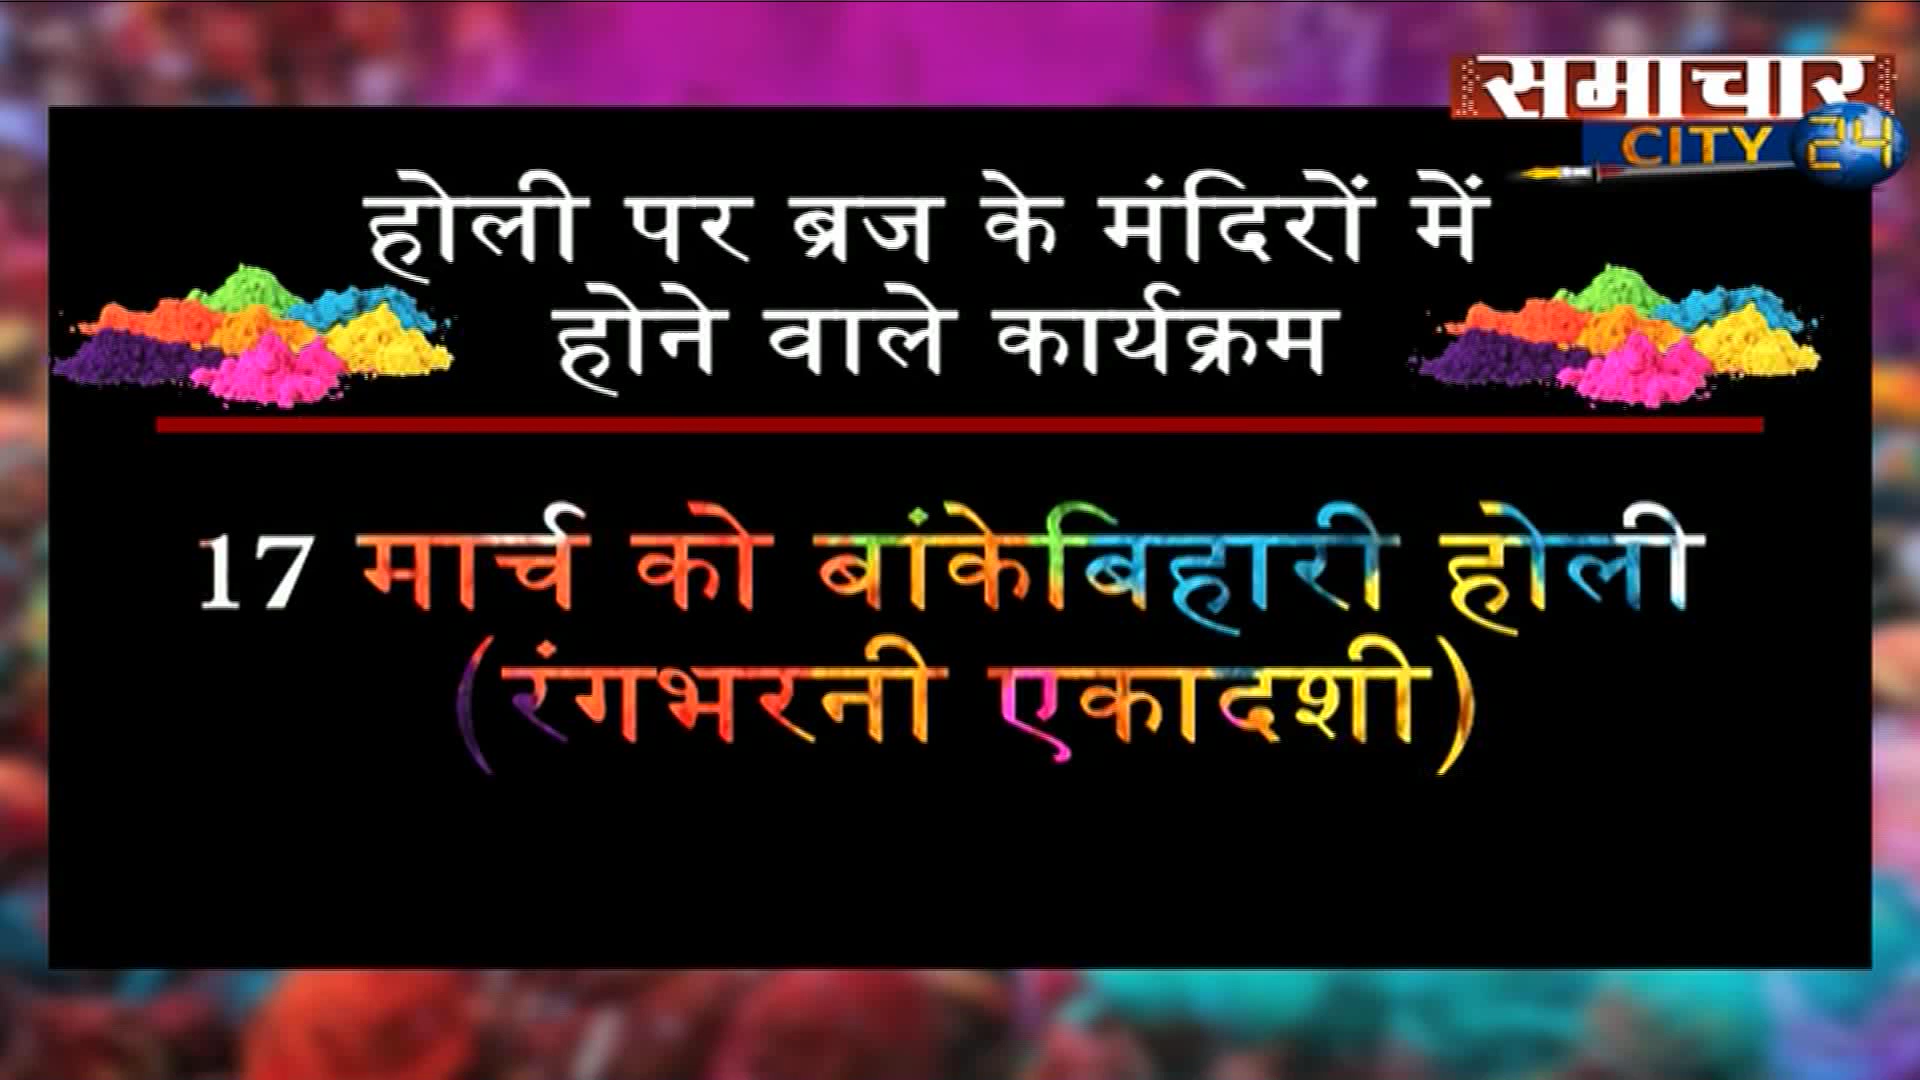 समाचार
CITY 24
होली पर ब्रज के मंदिरों में
होने वाले कार्यक्रम
17 मार्च को बांकेबिहारी होली
(रंगभरनी एकादशी)